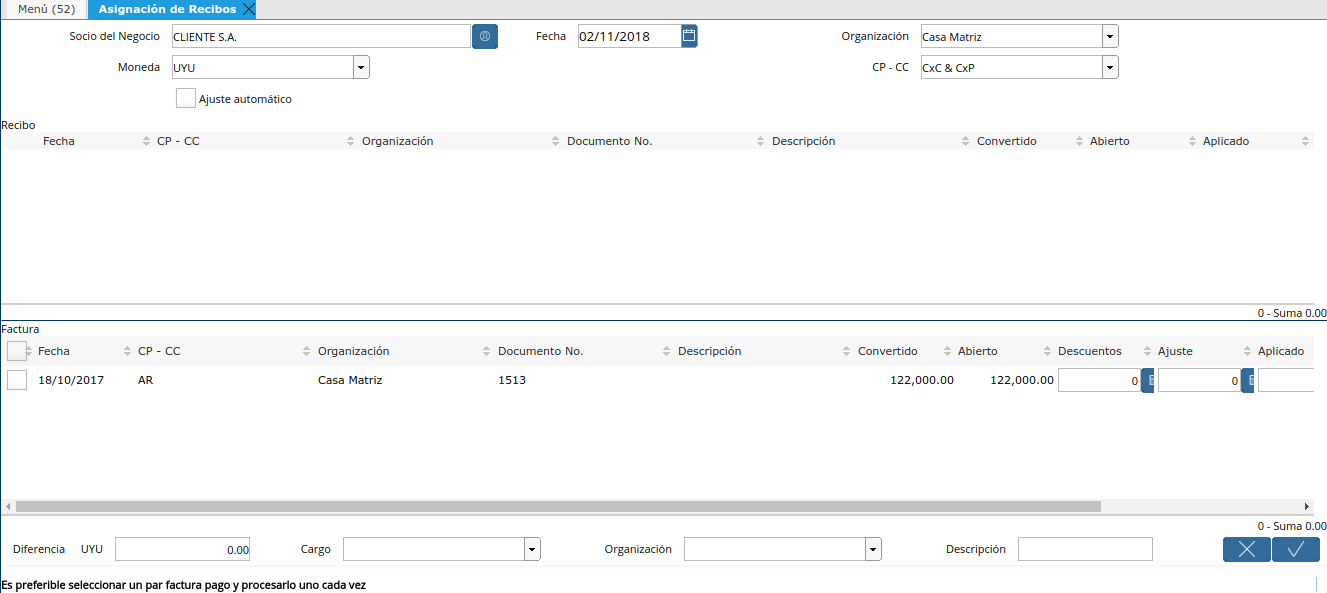 Menú (52) Asignación de Recibos
Socio del Negocio CLIENTE S.A. Fecha 02/11/2018 Organización Casa Matriz
Moneda UYU CP - CC CxC & CxP
Ajuste automático
Recibo
Fecha CP - CC Organización Documento No. Descripción Convertido Abierto Aplicado
0 - Suma 0.00
Factura
Fecha CP - CC Organización Documento No. Descripción Convertido Abierto Descuentos Ajuste Aplicado
18/10/2017 AR Casa Matriz 1513 122,000.00 122,000.00 0 0
0 - Suma 0.00
Diferencia UYU 0.00 Cargo Organización Descripción
Es preferible seleccionar un par factura pago y procesarlo uno cada vez